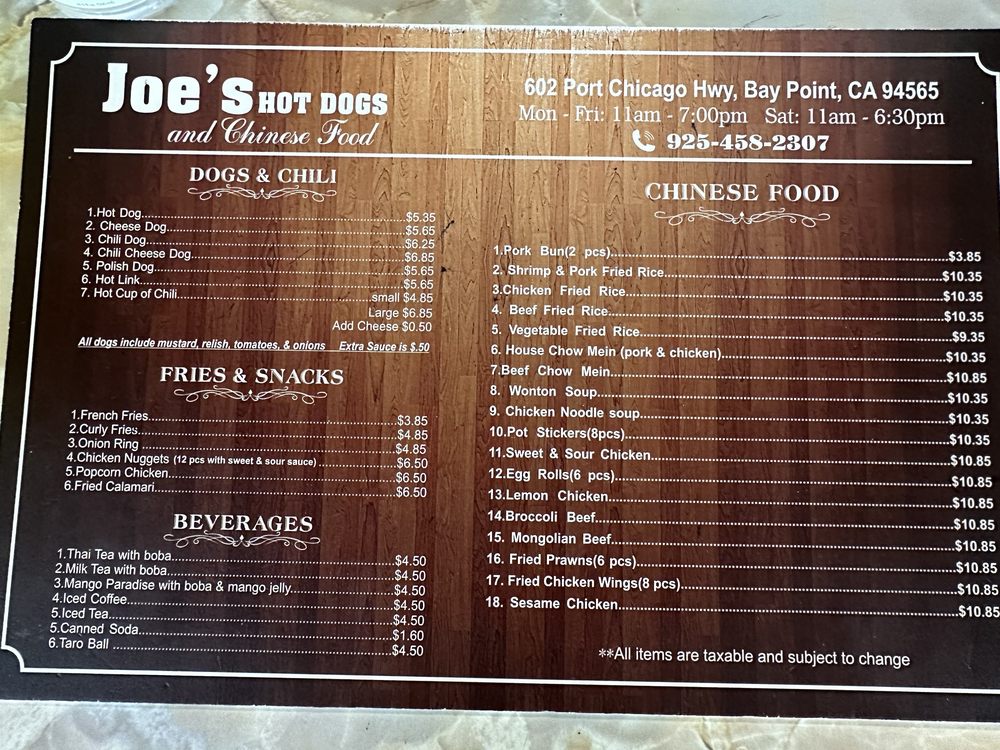 Joe's HOT DOGS
and Chinese Food
602 Port Chicago Hwy, Bay Point, CA 94565
Mon - Fri: 11am - 7:00pm Sat: 11am - 6:30pm
925-458-2307
DOGS & CHILI
1.Hot Dog $5.35
2. Cheese Dog $5.65
3. Chili Dog $6.25
4. Chili Cheese Dog $6.85
5. Polish Dog $5.65
6. Hot Link $5.65
7. Hot Cup of Chili small $4.85
Large $6.85
Add Cheese $0.50
All dogs include mustard, relish, tomatoes, & onions Extra Sauce is $.50
FRIES & SNACKS
1.French Fries $3.85
2.Curly Fries $4.85
3.Onion Ring $4.85
4.Chicken Nuggets (12 pcs with sweet & sour sauce) $6.50
5.Popcorn Chicken $6.50
6.Fried Calamari $6.50
BEVERAGES
1.Thai Tea with boba $4.50
2.Milk Tea with boba $4.50
3.Mango Paradise with boba & mango jelly $4.50
4.Iced Coffee $4.50
5.Iced Tea $4.50
5.Canned Soda $1.60
6.Taro Ball $4.50
CHINESE FOOD
1.Pork Bun(2 pcs) $3.85
2. Shrimp & Pork Fried Rice $10.35
3.Chicken Fried Rice $10.35
4. Beef Fried Rice $10.35
5. Vegetable Fried Rice $9.35
6. House Chow Mein (pork & chicken) $10.35
7.Beef Chow Mein $10.85
8. Wonton Soup $10.35
9. Chicken Noodle soup $10.35
10.Pot Stickers(8pcs) $10.35
11.Sweet & Sour Chicken $10.85
12.Egg Rolls(6 pcs) $10.85
13.Lemon Chicken $10.85
14.Broccoli Beef $10.85
15. Mongolian Beef $10.85
16. Fried Prawns(6 pcs) $10.85
17. Fried Chicken Wings(8 pcs) $10.85
18. Sesame Chicken $10.85
**All items are taxable and subject to change